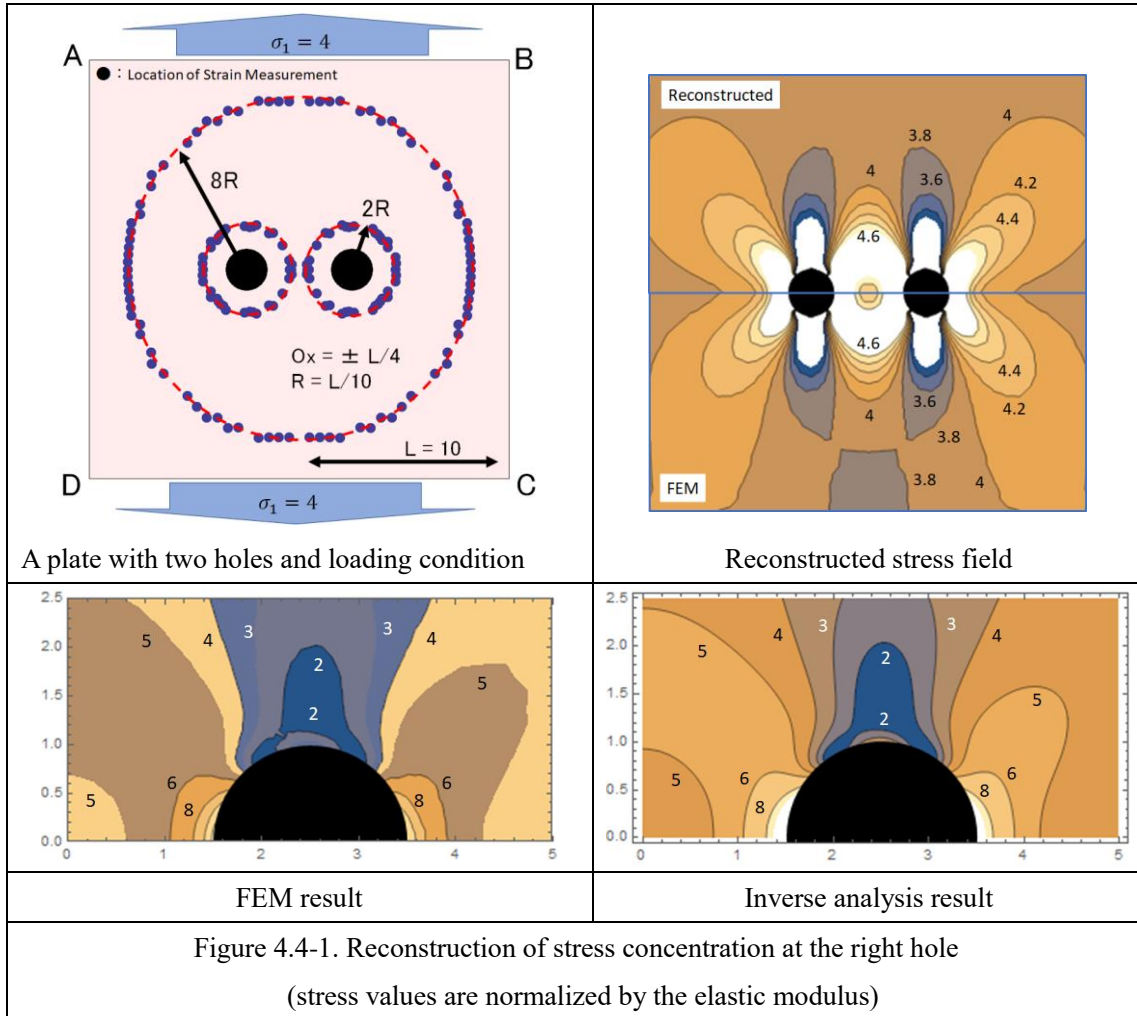 σ₁ = 4
A
B
● : Location of Strain Measurement
8R
2R
Ox = ± L/4
R = L/10
L = 10
D
C
σ₁ = 4
A plate with two holes and loading condition
Reconstructed
3.8
4
3.6
4
4.2
4.4
4.6
4.6
4.4
3.6
4.2
4
3.8
3.8
4
FEM
Reconstructed stress field
2.5
2.0
1.5
1.0
0.5
0.0
0 1 2 3 4 5
5 4 3 3 4
2
5
2
6 6
5 8 8
2.5
2.0
1.5
1.0
0.5
0.0
0 1 2 3 4 5
5 4 3 3 4
2
5
2
6 6
5 8 8
FEM result
Inverse analysis result
Figure 4.4-1. Reconstruction of stress concentration at the right hole
(stress values are normalized by the elastic modulus)